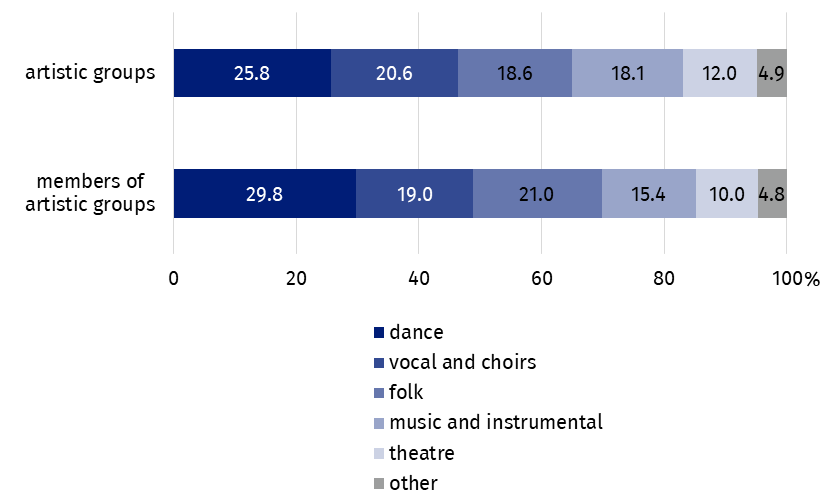 artistic groups
25.8 20.6 18.6 18.1 12.0 4.9
members of
artistic groups
29.8 19.0 21.0 15.4 10.0 4.8
0 20 40 60 80 100%
dance
vocal and choirs
folk
music and instrumental
theatre
other